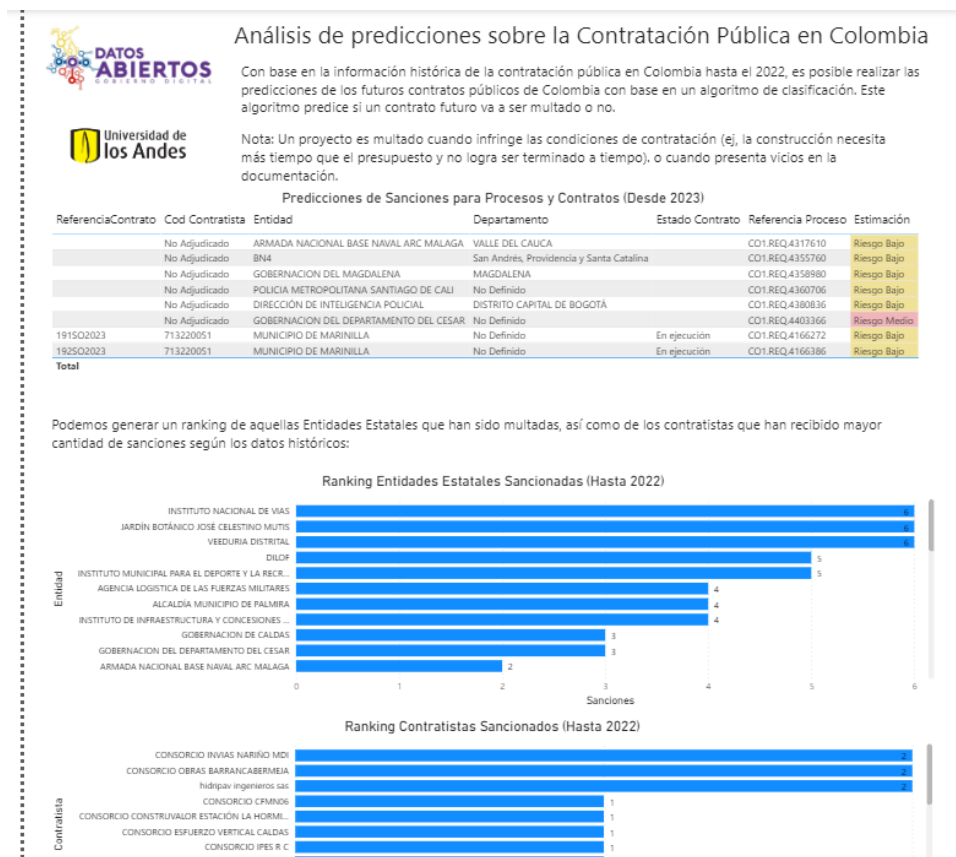 DATOS
ABIERTOS
GOBIERNO DIGITAL
Análisis de predicciones sobre la Contratación Pública en Colombia
Con base en la información histórica de la contratación pública en Colombia hasta el 2022, es posible realizar las
predicciones de los futuros contratos públicos de Colombia con base en un algoritmo de clasificación. Este
algoritmo predice si un contrato futuro va a ser multado o no.
Universidad de
los Andes
Nota: Un proyecto es multado cuando infringe las condiciones de contratación (ej, la construcción necesita
más tiempo que el presupuesto y no logra ser terminado a tiempo). o cuando presenta vicios en la
documentación.
Predicciones de Sanciones para Procesos y Contratos (Desde 2023)
ReferenciaContrato Cod Contratista Entidad Departamento Estado Contrato Referencia Proceso Estimación
No Adjudicado ARMADA NACIONAL BASE NAVAL ARC MALAGA VALLE DEL CAUCA CO1.REQ.4317610 Riesgo Bajo
No Adjudicado BN4 San Andrés, Providencia y Santa Catalina CO1.REQ.4355760 Riesgo Bajo
No Adjudicado GOBERNACION DEL MAGDALENA MAGDALENA CO1.REQ.4358980 Riesgo Bajo
No Adjudicado POLICIA METROPOLITANA SANTIAGO DE CALI No Definido CO1.REQ.4360706 Riesgo Bajo
No Adjudicado DIRECCIÓN DE INTELIGENCIA POLICIAL DISTRITO CAPITAL DE BOGOTÁ CO1.REQ.4380836 Riesgo Bajo
No Adjudicado GOBERNACION DEL DEPARTAMENTO DEL CESAR No Definido CO1.REQ.4403366 Riesgo Medio
191SO2023 713220051 MUNICIPIO DE MARINILLA No Definido En ejecución CO1.REQ.4166272 Riesgo Bajo
192SO2023 713220051 MUNICIPIO DE MARINILLA No Definido En ejecución CO1.REQ.4166386 Riesgo Bajo
Total
Podemos generar un ranking de aquellas Entidades Estatales que han sido multadas, así como de los contratistas que han recibido mayor
cantidad de sanciones según los datos históricos:
Ranking Entidades Estatales Sancionadas (Hasta 2022)
Entidad
INSTITUTO NACIONAL DE VIAS 6
JARDÍN BOTÁNICO JOSÉ CELESTINO MUTIS 6
VEEDURIA DISTRITAL 6
DILOF 5
INSTITUTO MUNICIPAL PARA EL DEPORTE Y LA RECR... 5
AGENCIA LOGISTICA DE LAS FUERZAS MILITARES 4
ALCALDÍA MUNICIPIO DE PALMIRA 4
INSTITUTO DE INFRAESTRUCTURA Y CONCESIONES ... 4
GOBERNACION DE CALDAS 3
GOBERNACION DEL DEPARTAMENTO DEL CESAR 3
ARMADA NACIONAL BASE NAVAL ARC MALAGA 2
0 1 2 3 4 5 6
Sanciones
Ranking Contratistas Sancionados (Hasta 2022)
Contratista
CONSORCIO INVIAS NARIÑO MDI 2
CONSORCIO OBRAS BARRANCABERMEJA 2
hidripav ingenieros sas 2
CONSORCIO CFMN06 1
CONSORCIO CONSTRUVALOR ESTACIÓN LA HORMI... 1
CONSORCIO ESFUERZO VERTICAL CALDAS 1
CONSORCIO IPES R C 1